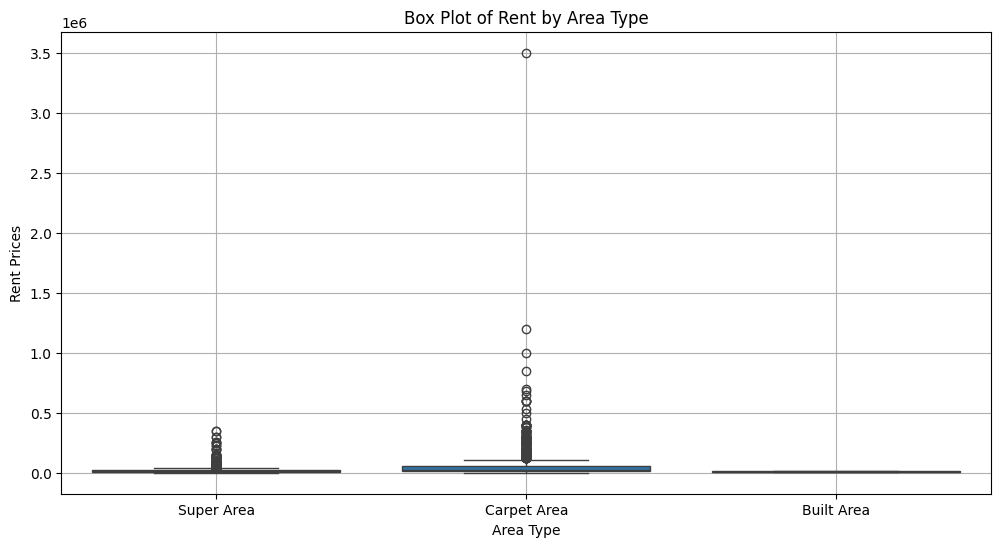 Box Plot of Rent by Area Type
1e6
3.5
3.0
2.5
2.0
1.5
1.0
0.5
0.0
Rent Prices
Super Area
Carpet Area
Built Area
Area Type